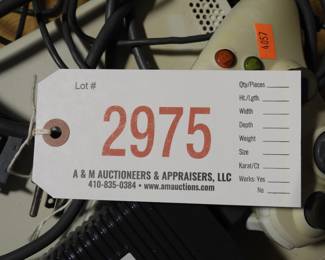 Lot #
2975
A & M AUCTIONEERS & APPRAISERS, LLC
410-835-0384 • www.amauctions.com
Qty/Pieces
Ht./Lgth.
Width
Depth
Weight
Size
Karat/Ct
Works: Yes
No
4057